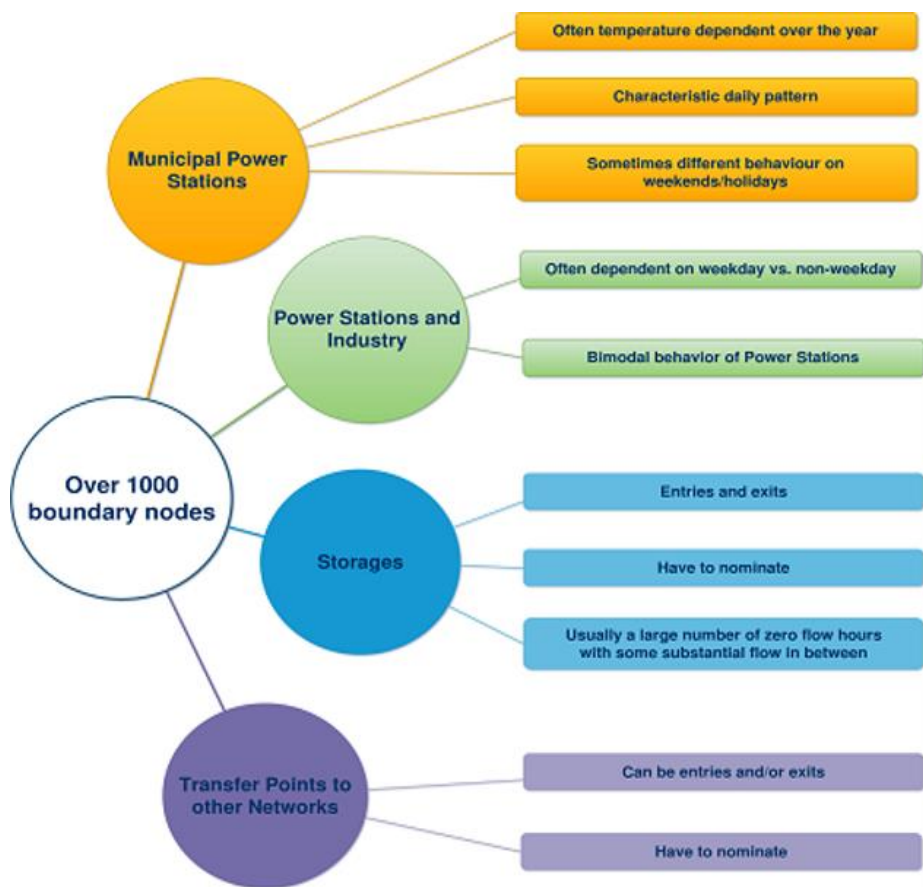 Often temperature dependent over the year
Characteristic daily pattern
Municipal Power
Stations
Sometimes different behaviour on
weekends/holidays
Often dependent on weekday vs. non-weekday
Power Stations and
Industry
Bimodal behavior of Power Stations
Over 1000
boundary nodes
Entries and exits
Storages
Have to nominate
Usually a large number of zero flow hours
with some substantial flow in between
Transfer Points to
other Networks
Can be entries and/or exits
Have to nominate